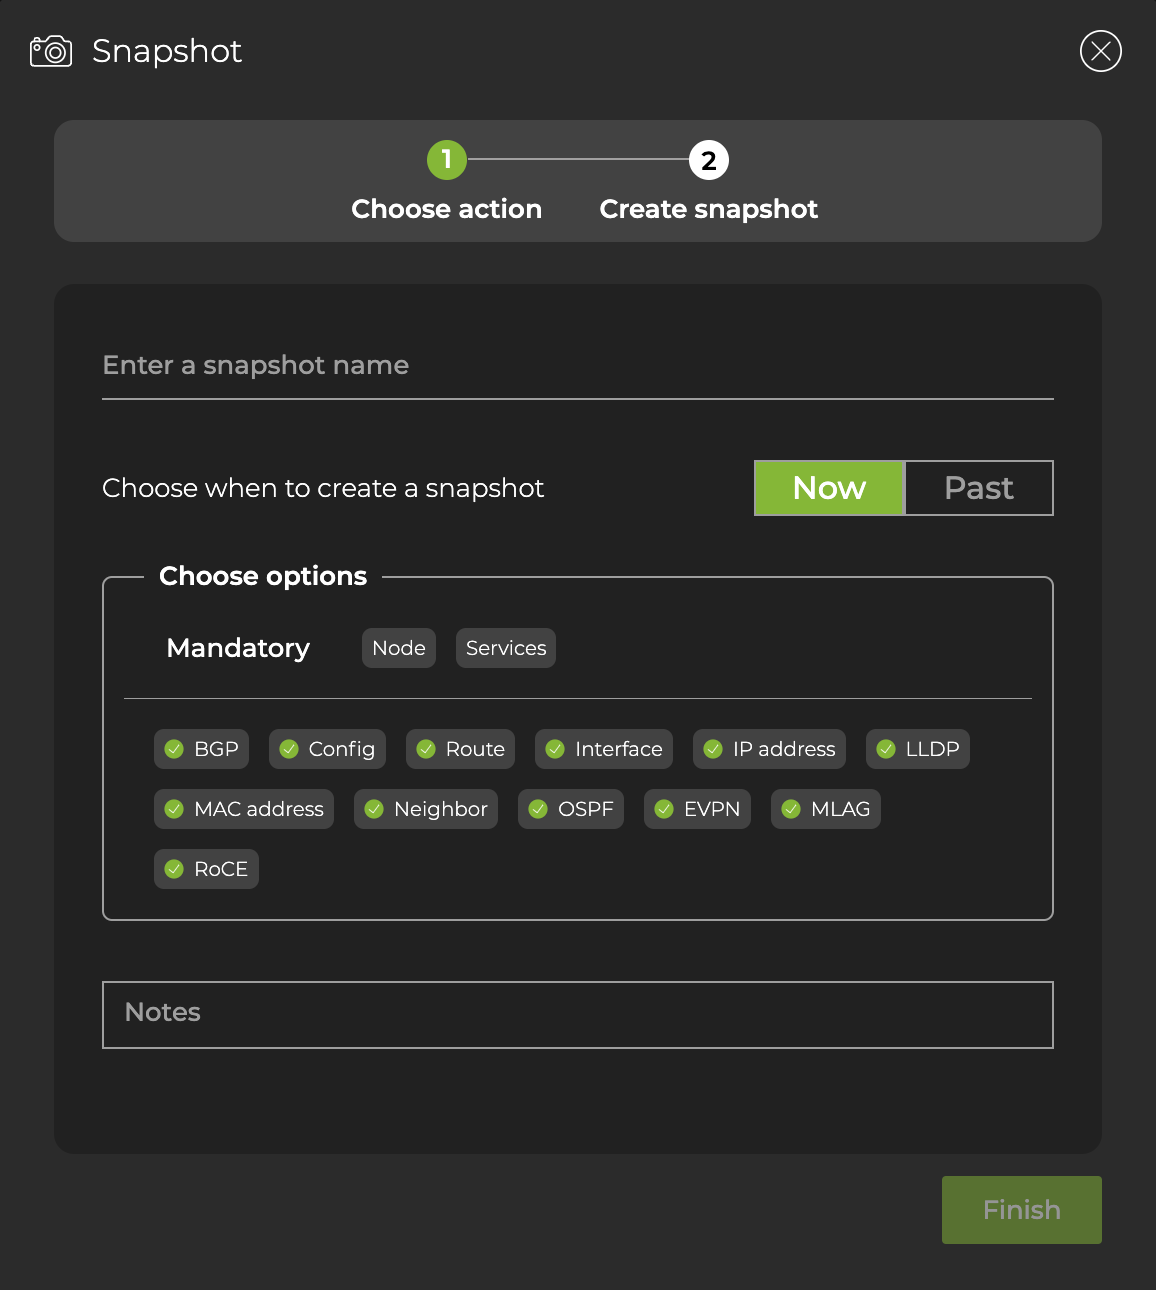 Snapshot
1 2
Choose action Create snapshot
Enter a snapshot name
Choose when to create a snapshot Now Past
Choose options
Mandatory Node Services
BGP Config Route Interface IP address LLDP
MAC address Neighbor OSPF EVPN MLAG
RoCE
Notes
Finish